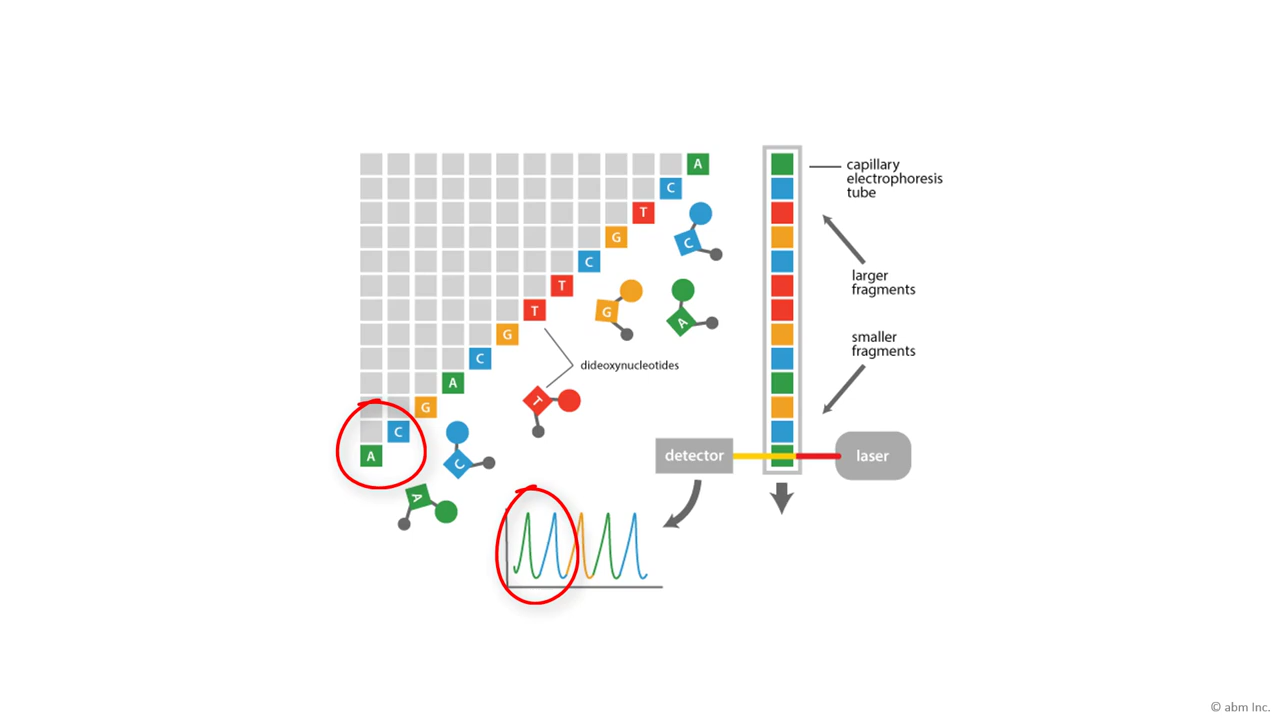 A
C
T
G
C
T
T
G
C
A
G
C
A
C
G
A
T
C
A
dideoxynucleotides
capillary
electrophoresis
tube
larger
fragments
smaller
fragments
detector
laser
© abm Inc.